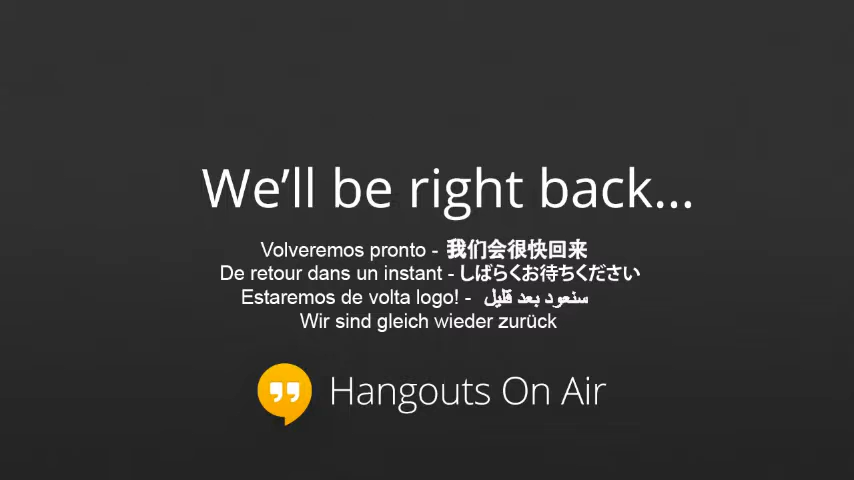 We'll be right back...
Volveremos pronto - 我们会很快回来
De retour dans un instant - しばらくお待ちください
Estaremos de volta logo! - سنعود بعد قليل
Wir sind gleich wieder zurück
Hangouts On Air